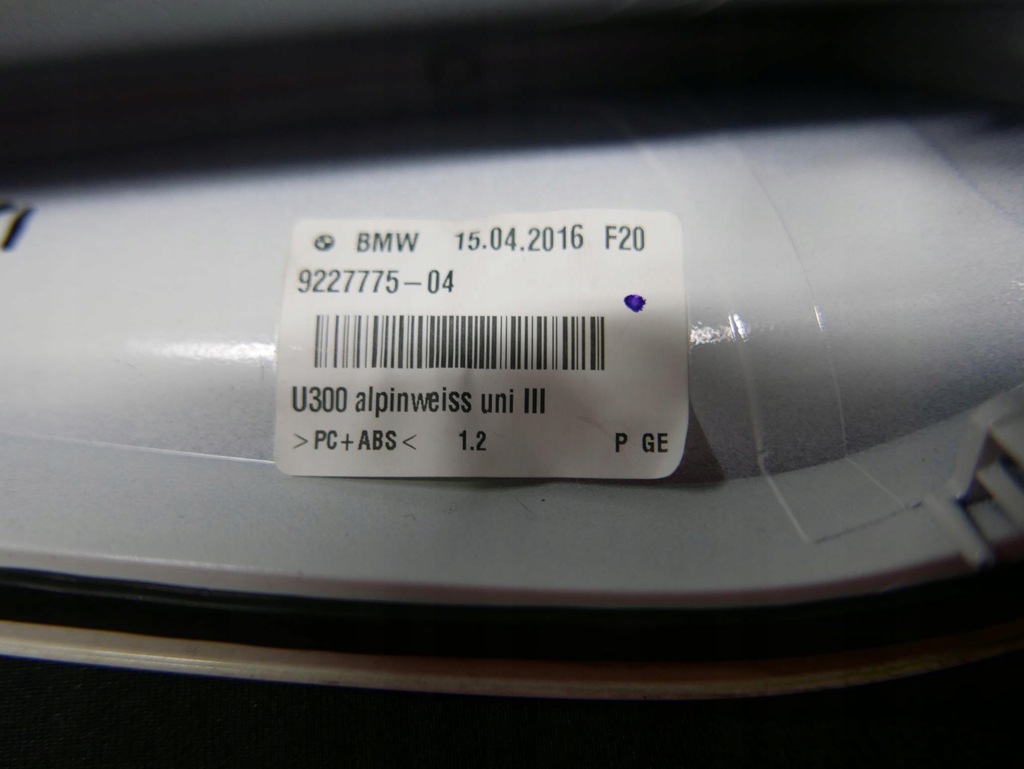 BMW 15.04.2016 F20
9227775-04
U300 alpinweiss uni III
>PC+ABS< 1.2 P GE